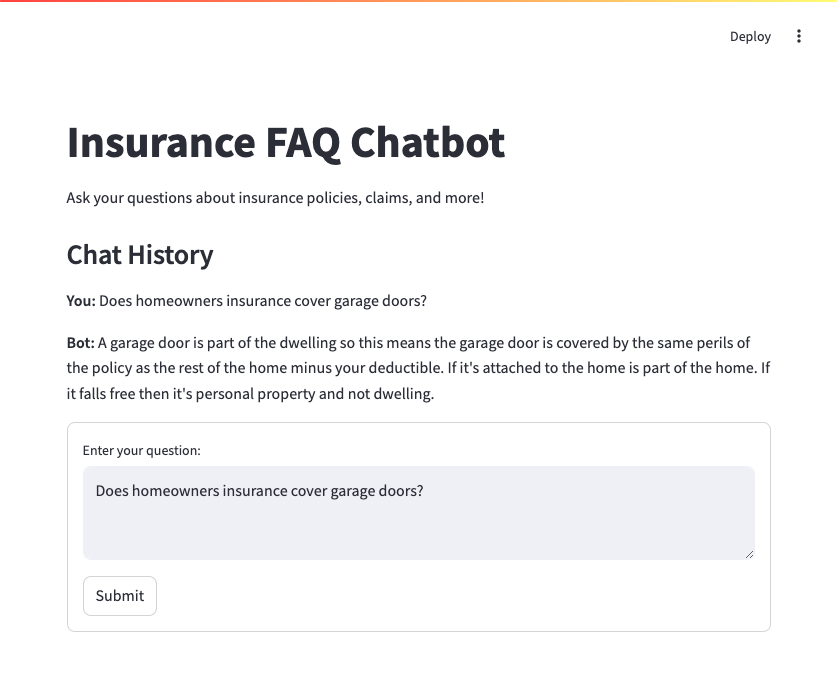 Deploy
Insurance FAQ Chatbot
Ask your questions about insurance policies, claims, and more!
Chat History
You: Does homeowners insurance cover garage doors?
Bot: A garage door is part of the dwelling so this means the garage door is covered by the same perils of
the policy as the rest of the home minus your deductible. If it's attached to the home is part of the home. If
it falls free then it's personal property and not dwelling.
Enter your question:
Does homeowners insurance cover garage doors?
Submit